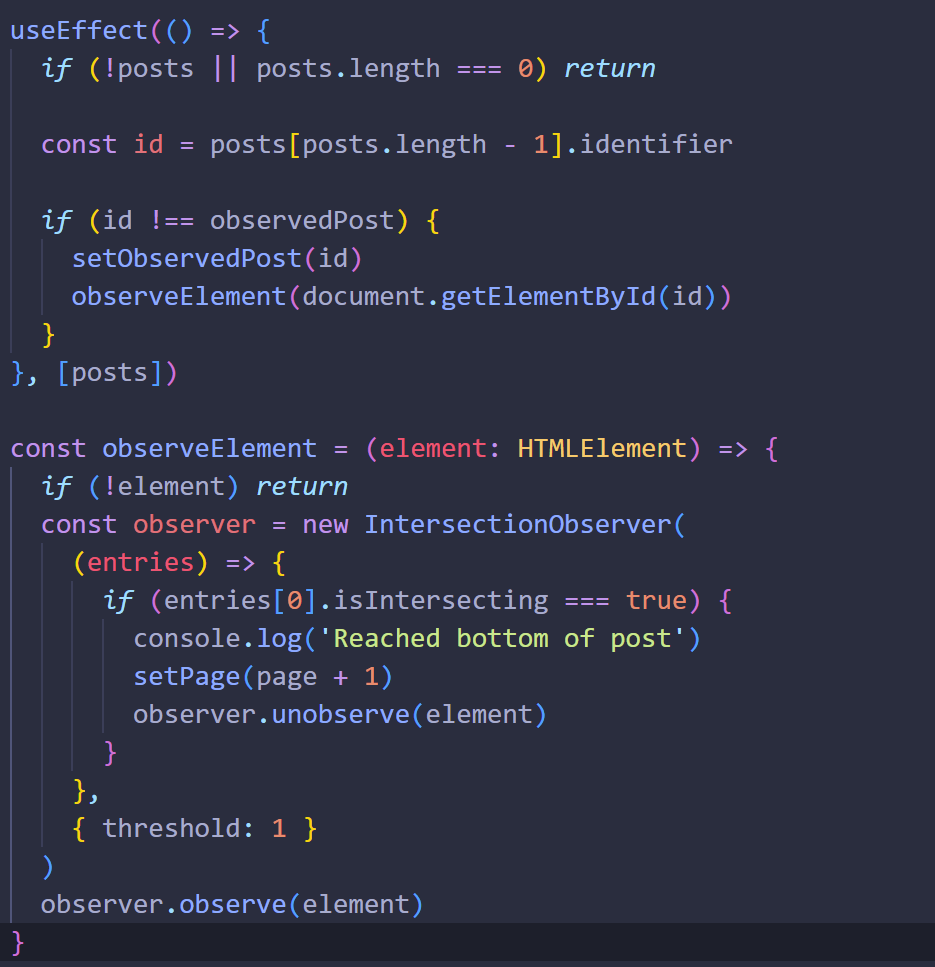 useEffect(() => {
if (!posts || posts.length === 0) return
const id = posts[posts.length - 1].identifier
if (id !== observedPost) {
setObservedPost(id)
observeElement(document.getElementById(id))
}
}, [posts])
const observeElement = (element: HTMLElement) => {
if (!element) return
const observer = new IntersectionObserver(
(entries) => {
if (entries[0].isIntersecting === true) {
console.log('Reached bottom of post')
setPage(page + 1)
observer.unobserve(element)
}
},
{ threshold: 1 }
)
observer.observe(element)
}